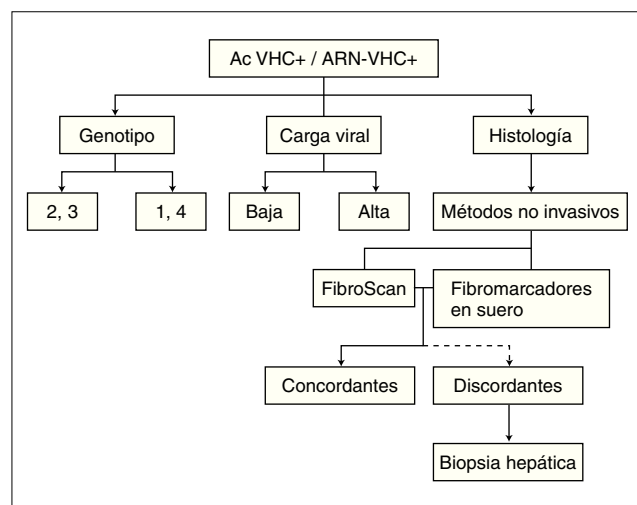 Ac VHC+ / ARN-VHC+
Genotipo
Carga viral
Histología
2, 3
1, 4
Baja
Alta
Métodos no invasivos
FibroScan
Fibromarcadores
en suero
Concordantes
Discordantes
Biopsia hepática